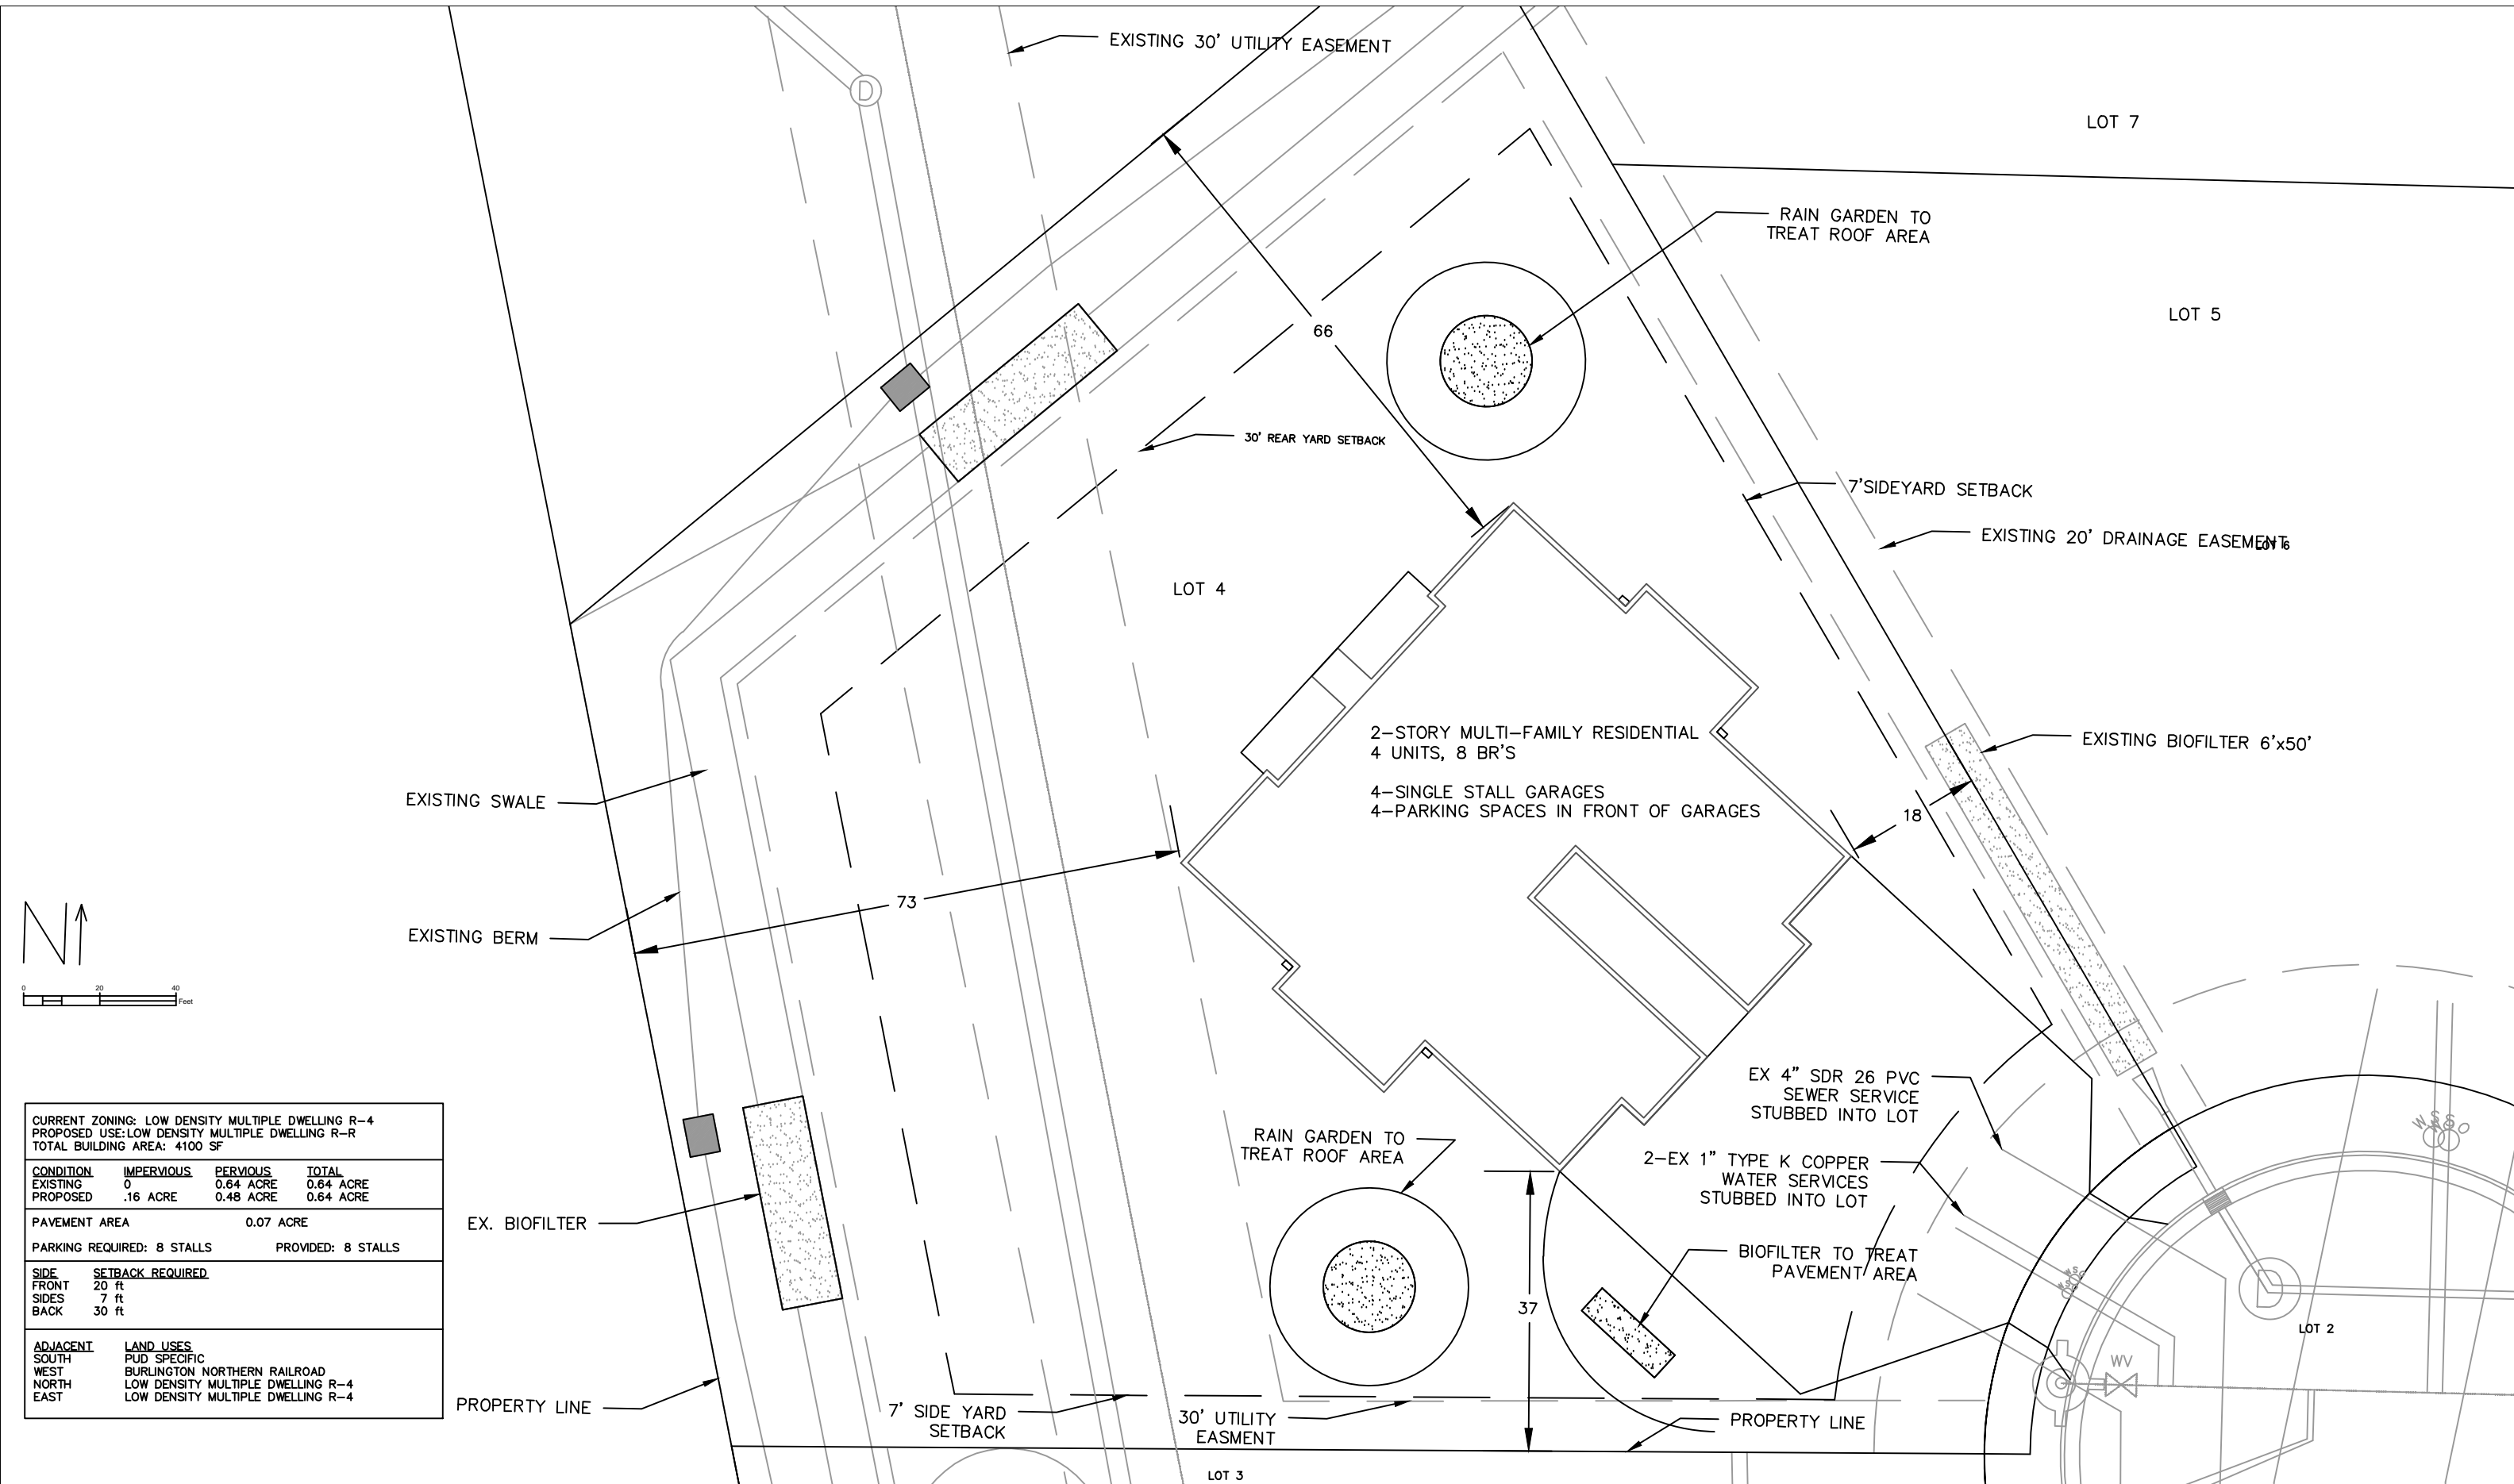 EXISTING 30' UTILITY EASEMENT
D
LOT 7
RAIN GARDEN TO
TREAT ROOF AREA
LOT 5
66
30' REAR YARD SETBACK
7'SIDEYARD SETBACK
EXISTING 20' DRAINAGE EASEMENT
LOT 6
LOT 4
2-STORY MULTI-FAMILY RESIDENTIAL
4 UNITS, 8 BR'S
4-SINGLE STALL GARAGES
4-PARKING SPACES IN FRONT OF GARAGES
EXISTING BIOFILTER 6'x50'
EXISTING SWALE
18
73
EXISTING BERM
N
0 20 40
Feet
EX 4" SDR 26 PVC
SEWER SERVICE
STUBBED INTO LOT
CURRENT ZONING: LOW DENSITY MULTIPLE DWELLING R-4
PROPOSED USE:LOW DENSITY MULTIPLE DWELLING R-R
TOTAL BUILDING AREA: 4100 SF
CONDITION IMPERVIOUS PERVIOUS TOTAL
EXISTING 0 0.64 ACRE 0.64 ACRE
PROPOSED .16 ACRE 0.48 ACRE 0.64 ACRE
PAVEMENT AREA 0.07 ACRE
PARKING REQUIRED: 8 STALLS PROVIDED: 8 STALLS
SIDE SETBACK REQUIRED
FRONT 20 ft
SIDES 7 ft
BACK 30 ft
ADJACENT LAND USES
SOUTH PUD SPECIFIC
WEST BURLINGTON NORTHERN RAILROAD
NORTH LOW DENSITY MULTIPLE DWELLING R-4
EAST LOW DENSITY MULTIPLE DWELLING R-4
RAIN GARDEN TO
TREAT ROOF AREA
2-EX 1" TYPE K COPPER
WATER SERVICES
STUBBED INTO LOT
EX. BIOFILTER
BIOFILTER TO TREAT
PAVEMENT AREA
37
D
LOT 2
WV
PROPERTY LINE
7' SIDE YARD
SETBACK
30' UTILITY
EASMENT
PROPERTY LINE
LOT 3